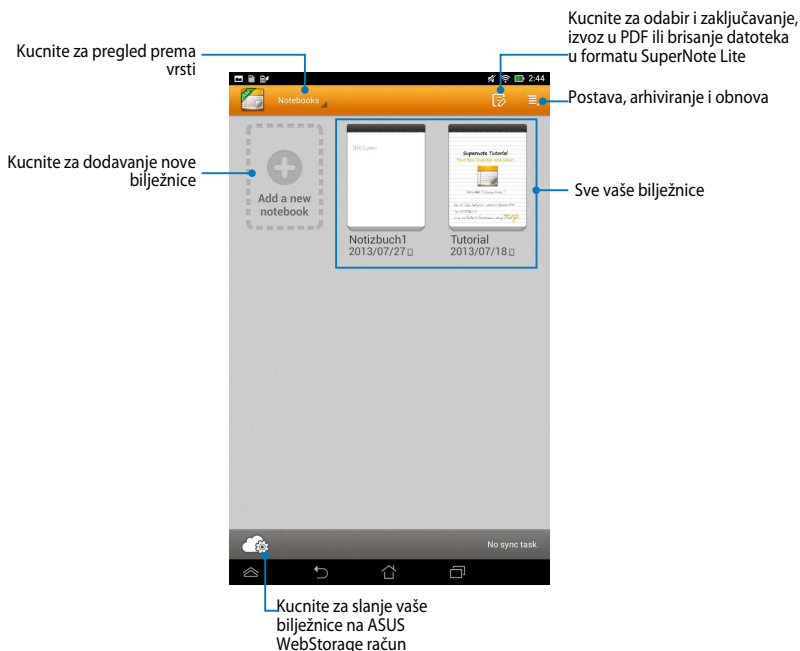 Kucnite za odabir i zaključavanje,
izvoz u PDF ili brisanje datoteka
u formatu SuperNote Lite
Kucnite za pregled prema
vrsti
2:44
Notebooks
Postava, arhiviranje i obnova
Kucnite za dodavanje nove
bilježnice
Add a new
notebook
Welcome
Supernote Tutorial
Sve vaše bilježnice
Notizbuch1
2013/07/27
Tutorial
2013/07/18
No sync task.
Kucnite za slanje vaše
bilježnice na ASUS
WebStorage račun